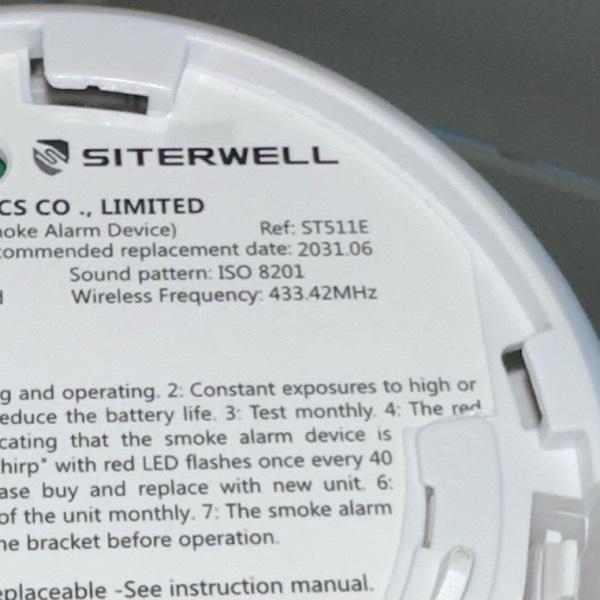 SITERWELL
CS CO ., LIMITED
noke Alarm Device) Ref: ST511E
commended replacement date: 2031.06
Sound pattern: ISO 8201
Wireless Frequency: 433.42MHz
g and operating. 2: Constant exposures to high or
educe the battery life. 3: Test monthly. 4: The red
cating that the smoke alarm device is
hirp" with red LED flashes once every 40
ase buy and replace with new unit. 6:
of the unit monthly. 7: The smoke alarm
he bracket before operation.
eplaceable -See instruction manual.